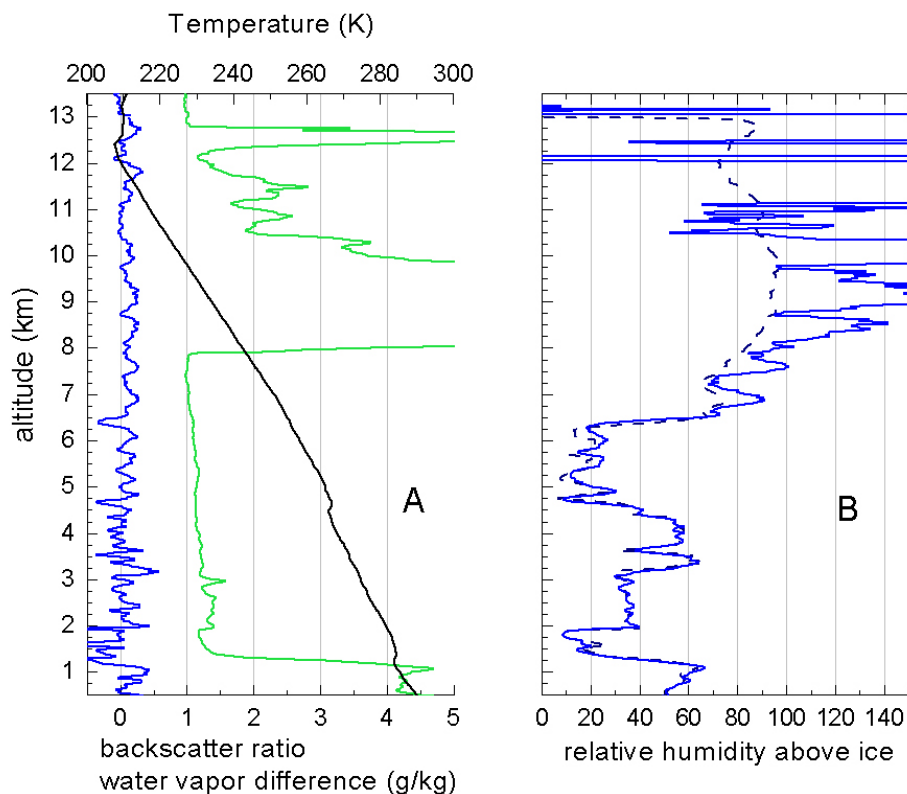 Temperature (K)
200 220 240 260 280 300
13
12
11
10
9
8
7
6
5
4
3
2
1
altitude (km)
A
0 1 2 3 4 5
backscatter ratio
water vapor difference (g/kg)
B
0 20 40 60 80 100 120 140
relative humidity above ice